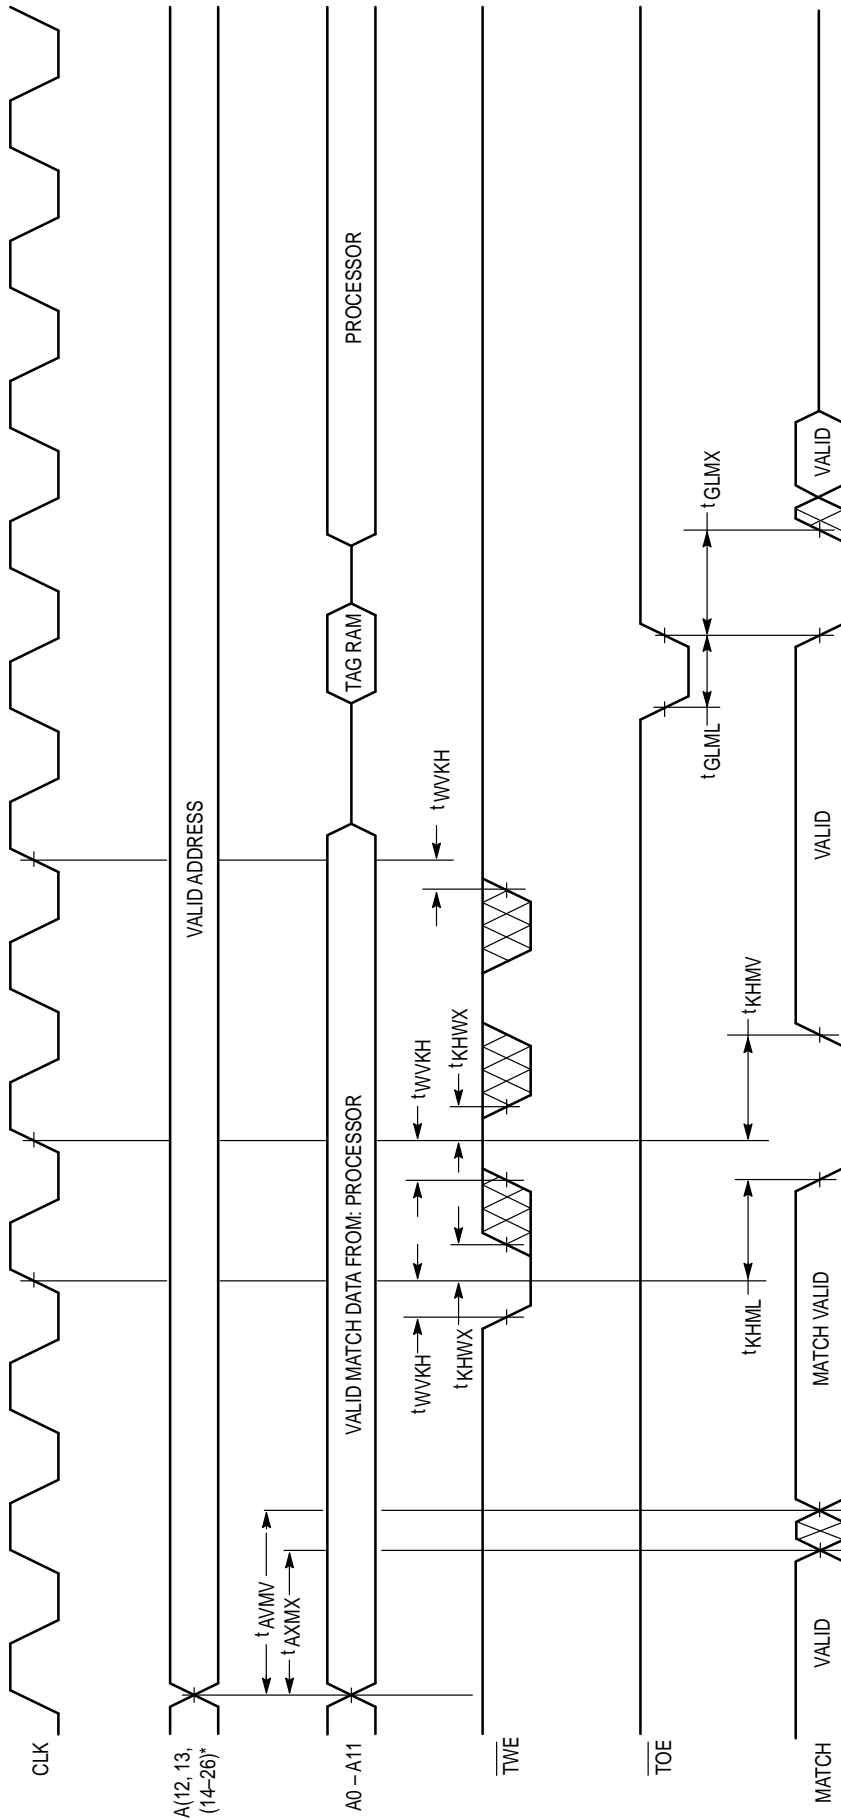 CLK
A(12, 13,
(14–26)*
VALID ADDRESS
A0 – A11
VALID MATCH DATA FROM: PROCESSOR
TAG RAM
PROCESSOR
tAVMV
tAXMX
TWE
tWVKH
tKHWX
tWVKH
tKHWX
tWVKH
TOE
tGLML
tGLMX
tKHML
tKHMV
MATCH
VALID
MATCH VALID
VALID
VALID